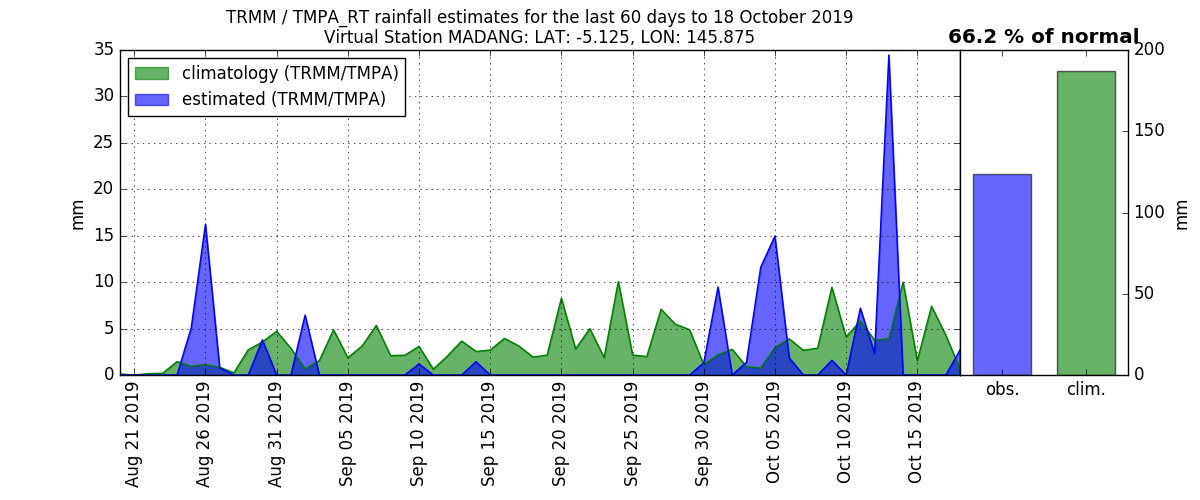 TRMM / TMPA_RT rainfall estimates for the last 60 days to 18 October 2019
Virtual Station MADANG: LAT: -5.125, LON: 145.875
66.2 % of normal
climatology (TRMM/TMPA)
estimated (TRMM/TMPA)
35
30
25
20
15
10
5
0
mm
Aug 21 2019
Aug 26 2019
Aug 31 2019
Sep 05 2019
Sep 10 2019
Sep 15 2019
Sep 20 2019
Sep 25 2019
Sep 30 2019
Oct 05 2019
Oct 10 2019
Oct 15 2019
200
150
100
50
0
mm
obs.
clim.